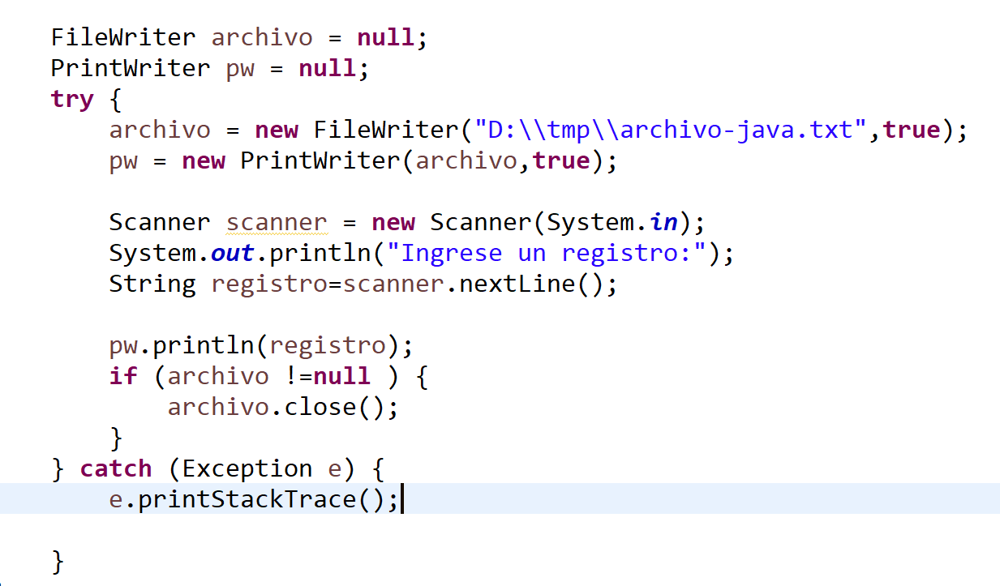 FileWriter archivo = null;
PrintWriter pw = null;
try {
archivo = new FileWriter("D:\\tmp\\archivo-java.txt",true);
pw = new PrintWriter(archivo,true);
Scanner scanner = new Scanner(System.in);
System.out.println("Ingrese un registro:");
String registro=scanner.nextLine();
pw.println(registro);
if (archivo !=null ) {
archivo.close();
}
} catch (Exception e) {
e.printStackTrace();
}